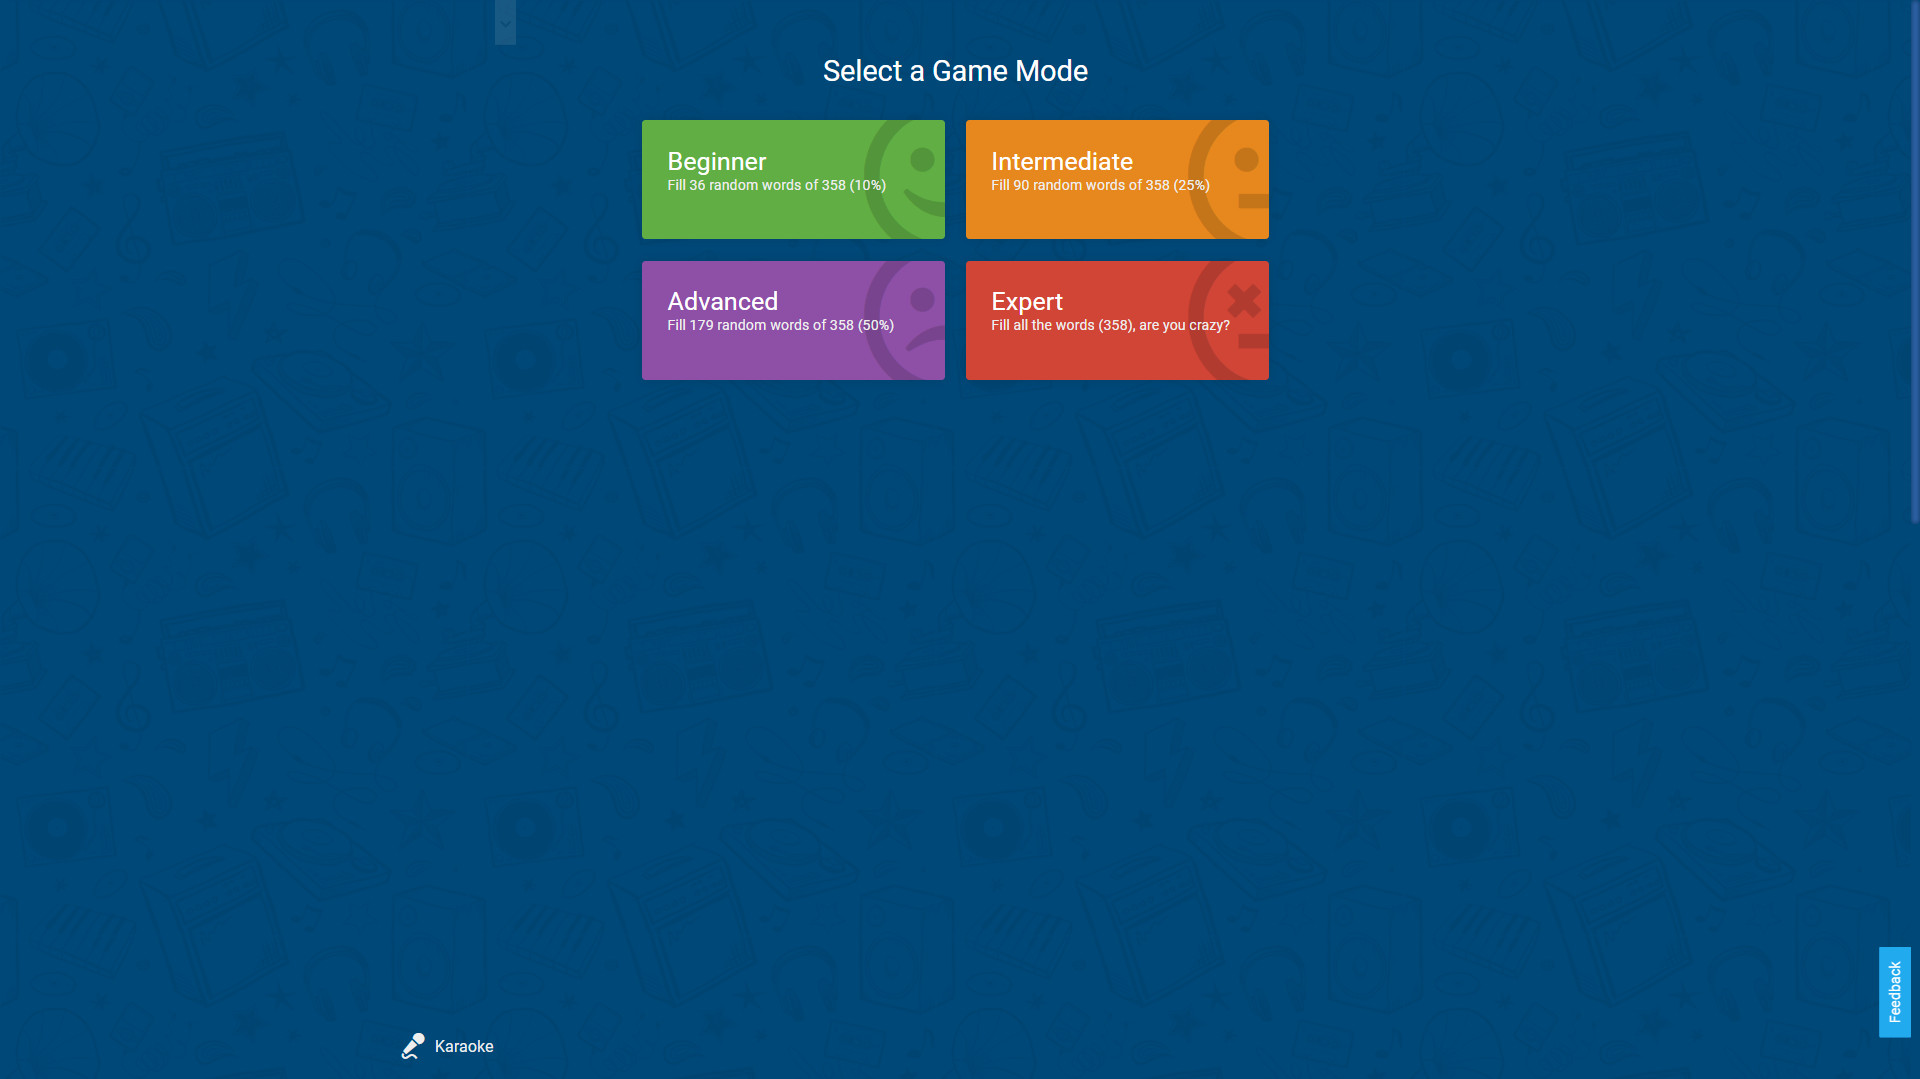 Select a Game Mode
Beginner
Fill 36 random words of 358 (10%)
Intermediate
Fill 90 random words of 358 (25%)
Advanced
Fill 179 random words of 358 (50%)
Expert
Fill all the words (358), are you crazy?
Feedback
Karaoke